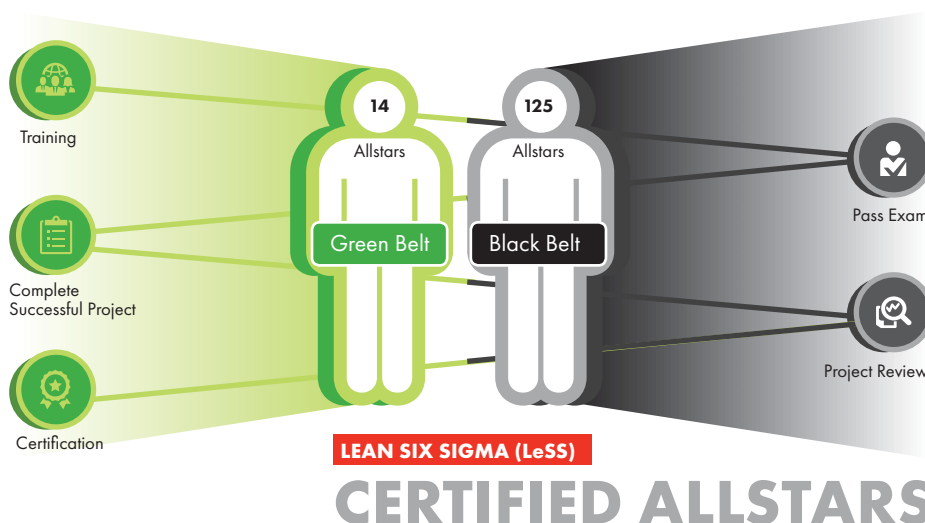 14
Allstars
125
Allstars
Training
Pass Exam
Green Belt
Black Belt
Complete
Successful Project
Project Review
Certification
LEAN SIX SIGMA (LeSS)
CERTIFIED ALLSTARS